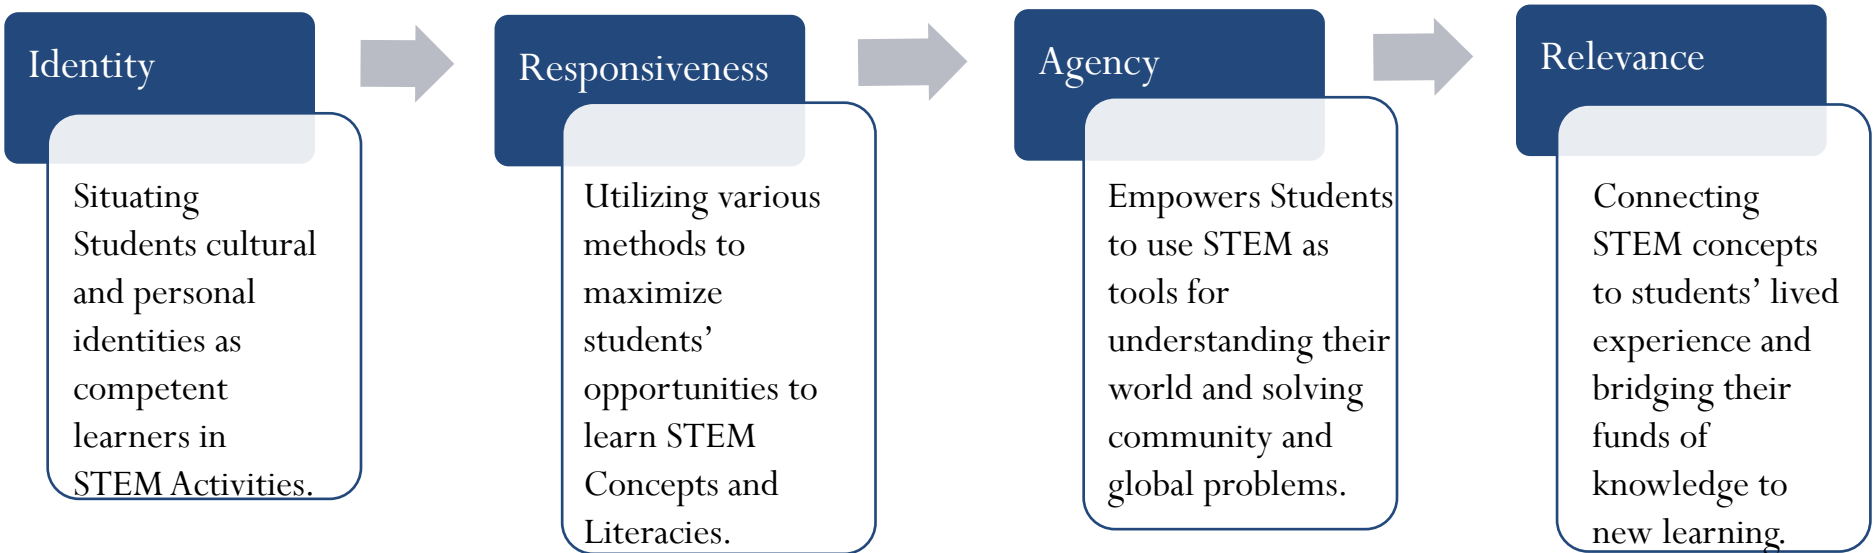 Identity
Situating
Students cultural
and personal
identities as
competent
learners in
STEM Activities.
Responsiveness
Utilizing various
methods to
maximize
students’
opportunities to
learn STEM
Concepts and
Literacies.
Agency
Empowers Students
to use STEM as
tools for
understanding their
world and solving
community and
global problems.
Relevance
Connecting
STEM concepts
to students’ lived
experience and
bridging their
funds of
knowledge to
new learning.